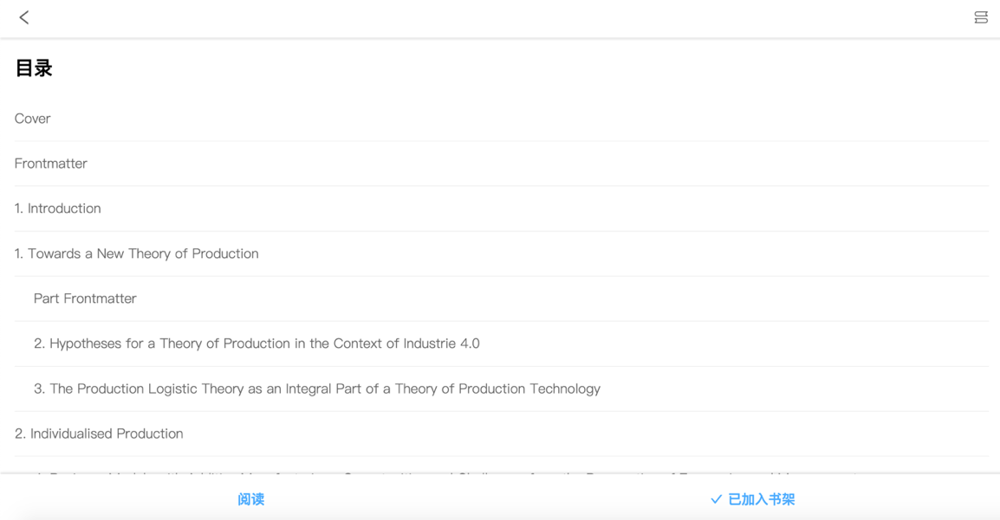 目录
Cover
Frontmatter
1. Introduction
1. Towards a New Theory of Production
Part Frontmatter
2. Hypotheses for a Theory of Production in the Context of Industrie 4.0
3. The Production Logistic Theory as an Integral Part of a Theory of Production Technology
2. Individualised Production
阅读
已加入书架